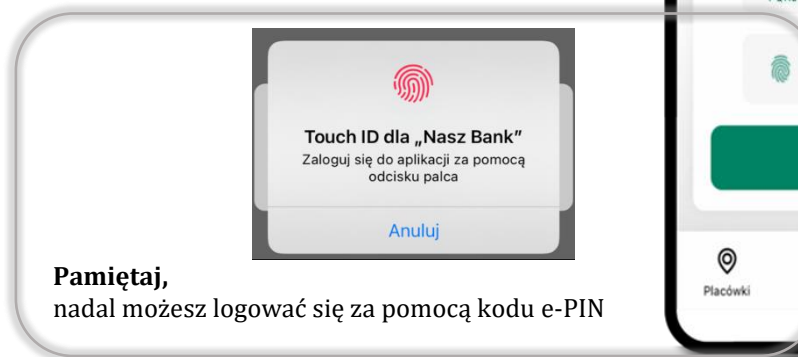 Touch ID dla „Nasz Bank”
Zaloguj się do aplikacji za pomocą
odcisku palca
Anuluj
Placówki
Pamiętaj,
nadal możesz logować się za pomocą kodu e-PIN